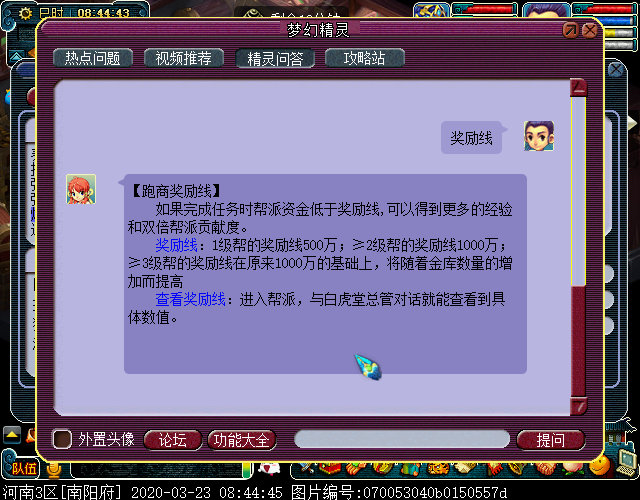 巳时 08:44:43
梦幻精灵
热点问题 视频推荐 精灵问答 攻略站
奖励线
【跑商奖励线】
如果完成任务时帮派资金低于奖励线,可以得到更多的经验
和双倍帮派贡献度。
奖励线：1级帮的奖励线500万；≥2级帮的奖励线1000万；
≥3级帮的奖励线在原来1000万的基础上，将随着金库数量的增
加而提高
查看奖励线：进入帮派，与白虎堂总管对话就能查看到具
体数值。
外置头像 论坛 功能大全 提问
队伍
河南3区[南阳府] 2020-03-23 08:44:45 图片编号:070053040b0150557d